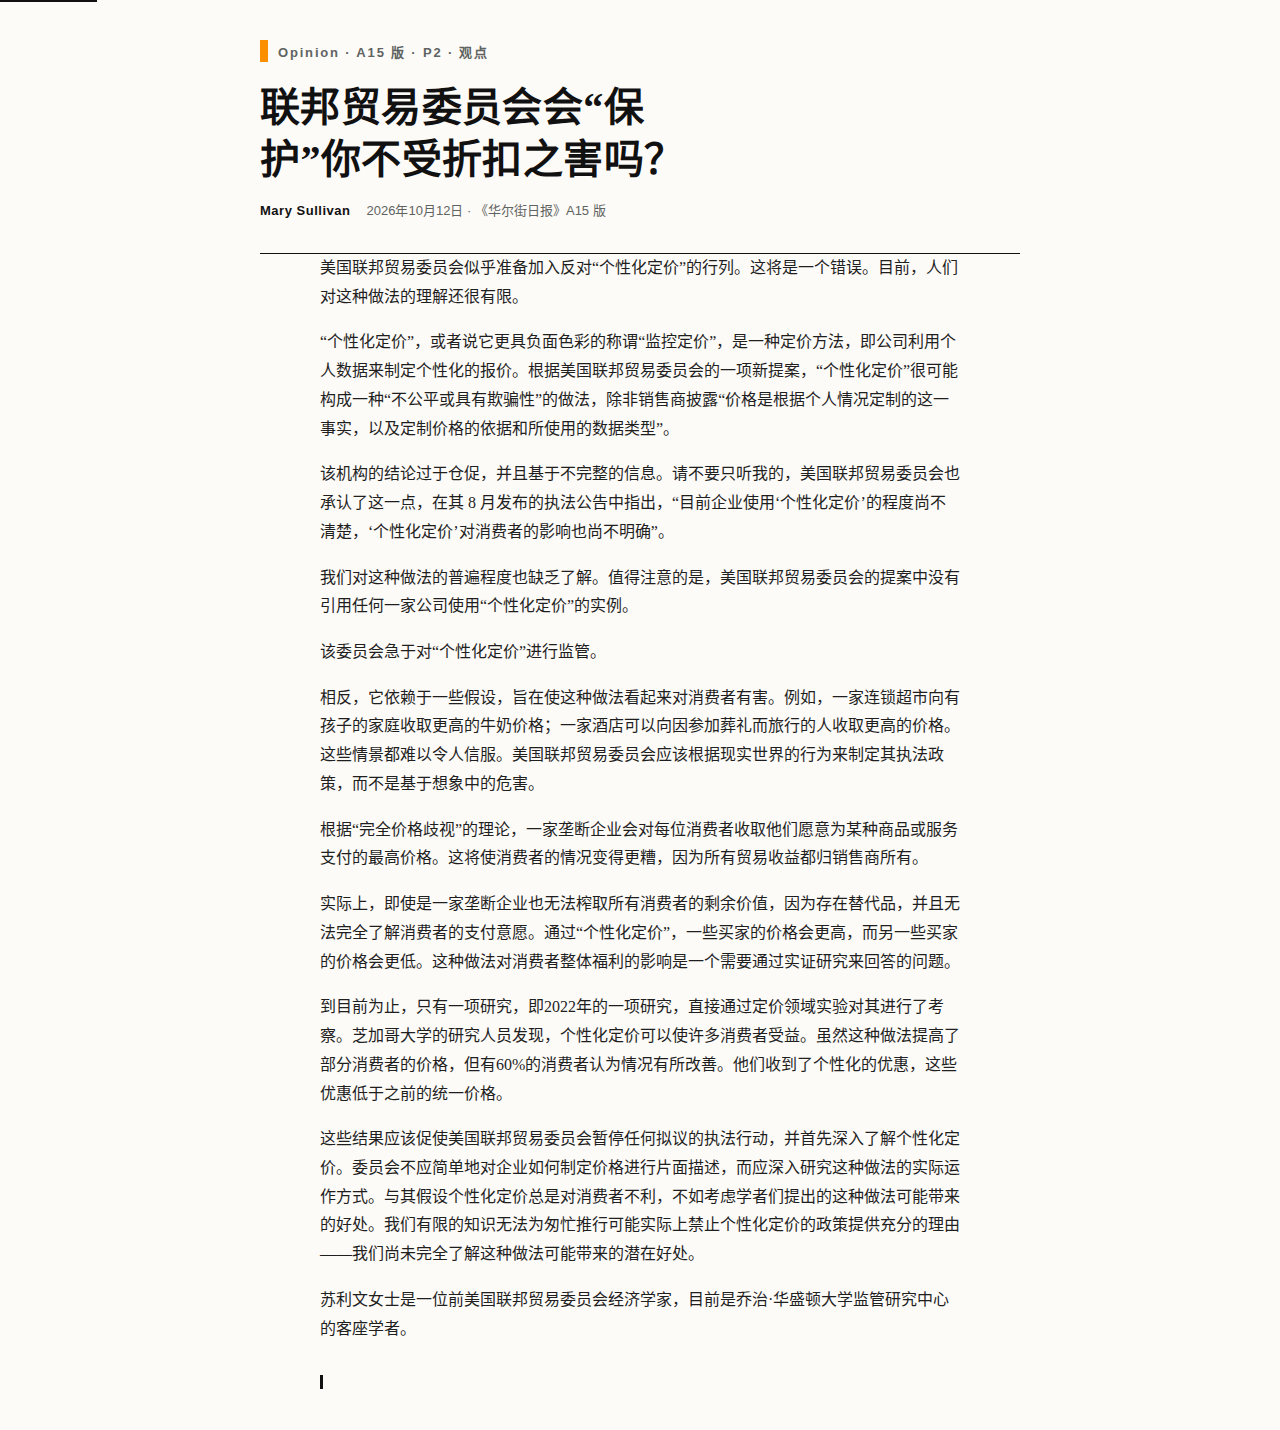 Opinion · A15 版 · P2 · 观点
联邦贸易委员会会“保
护”你不受折扣之害吗？
Mary Sullivan 2026年10月12日 · 《华尔街日报》A15 版
美国联邦贸易委员会似乎准备加入反对“个性化定价”的行列。这将是一个错误。目前，人们
对这种做法的理解还很有限。
“个性化定价”，或者说它更具负面色彩的称谓“监控定价”，是一种定价方法，即公司利用个
人数据来制定个性化的报价。根据美国联邦贸易委员会的一项新提案，“个性化定价”很可能
构成一种“不公平或具有欺骗性”的做法，除非销售商披露“价格是根据个人情况定制的这一
事实，以及定制价格的依据和所使用的数据类型”。
该机构的结论过于仓促，并且基于不完整的信息。请不要只听我的，美国联邦贸易委员会也
承认了这一点，在其 8 月发布的执法公告中指出，“目前企业使用‘个性化定价’的程度尚不
清楚，‘个性化定价’对消费者的影响也尚不明确”。
我们对这种做法的普遍程度也缺乏了解。值得注意的是，美国联邦贸易委员会的提案中没有
引用任何一家公司使用“个性化定价”的实例。
该委员会急于对“个性化定价”进行监管。
相反，它依赖于一些假设，旨在使这种做法看起来对消费者有害。例如，一家连锁超市向有
孩子的家庭收取更高的牛奶价格；一家酒店可以向因参加葬礼而旅行的人收取更高的价格。
这些情景都难以令人信服。美国联邦贸易委员会应该根据现实世界的行为来制定其执法政
策，而不是基于想象中的危害。
根据“完全价格歧视”的理论，一家垄断企业会对每位消费者收取他们愿意为某种商品或服务
支付的最高价格。这将使消费者的情况变得更糟，因为所有贸易收益都归销售商所有。
实际上，即使是一家垄断企业也无法榨取所有消费者的剩余价值，因为存在替代品，并且无
法完全了解消费者的支付意愿。通过“个性化定价”，一些买家的价格会更高，而另一些买家
的价格会更低。这种做法对消费者整体福利的影响是一个需要通过实证研究来回答的问题。
到目前为止，只有一项研究，即2022年的一项研究，直接通过定价领域实验对其进行了考
察。芝加哥大学的研究人员发现，个性化定价可以使许多消费者受益。虽然这种做法提高了
部分消费者的价格，但有60%的消费者认为情况有所改善。他们收到了个性化的优惠，这些
优惠低于之前的统一价格。
这些结果应该促使美国联邦贸易委员会暂停任何拟议的执法行动，并首先深入了解个性化定
价。委员会不应简单地对企业如何制定价格进行片面描述，而应深入研究这种做法的实际运
作方式。与其假设个性化定价总是对消费者不利，不如考虑学者们提出的这种做法可能带来
的好处。我们有限的知识无法为匆忙推行可能实际上禁止个性化定价的政策提供充分的理由
——我们尚未完全了解这种做法可能带来的潜在好处。
苏利文女士是一位前美国联邦贸易委员会经济学家，目前是乔治·华盛顿大学监管研究中心
的客座学者。